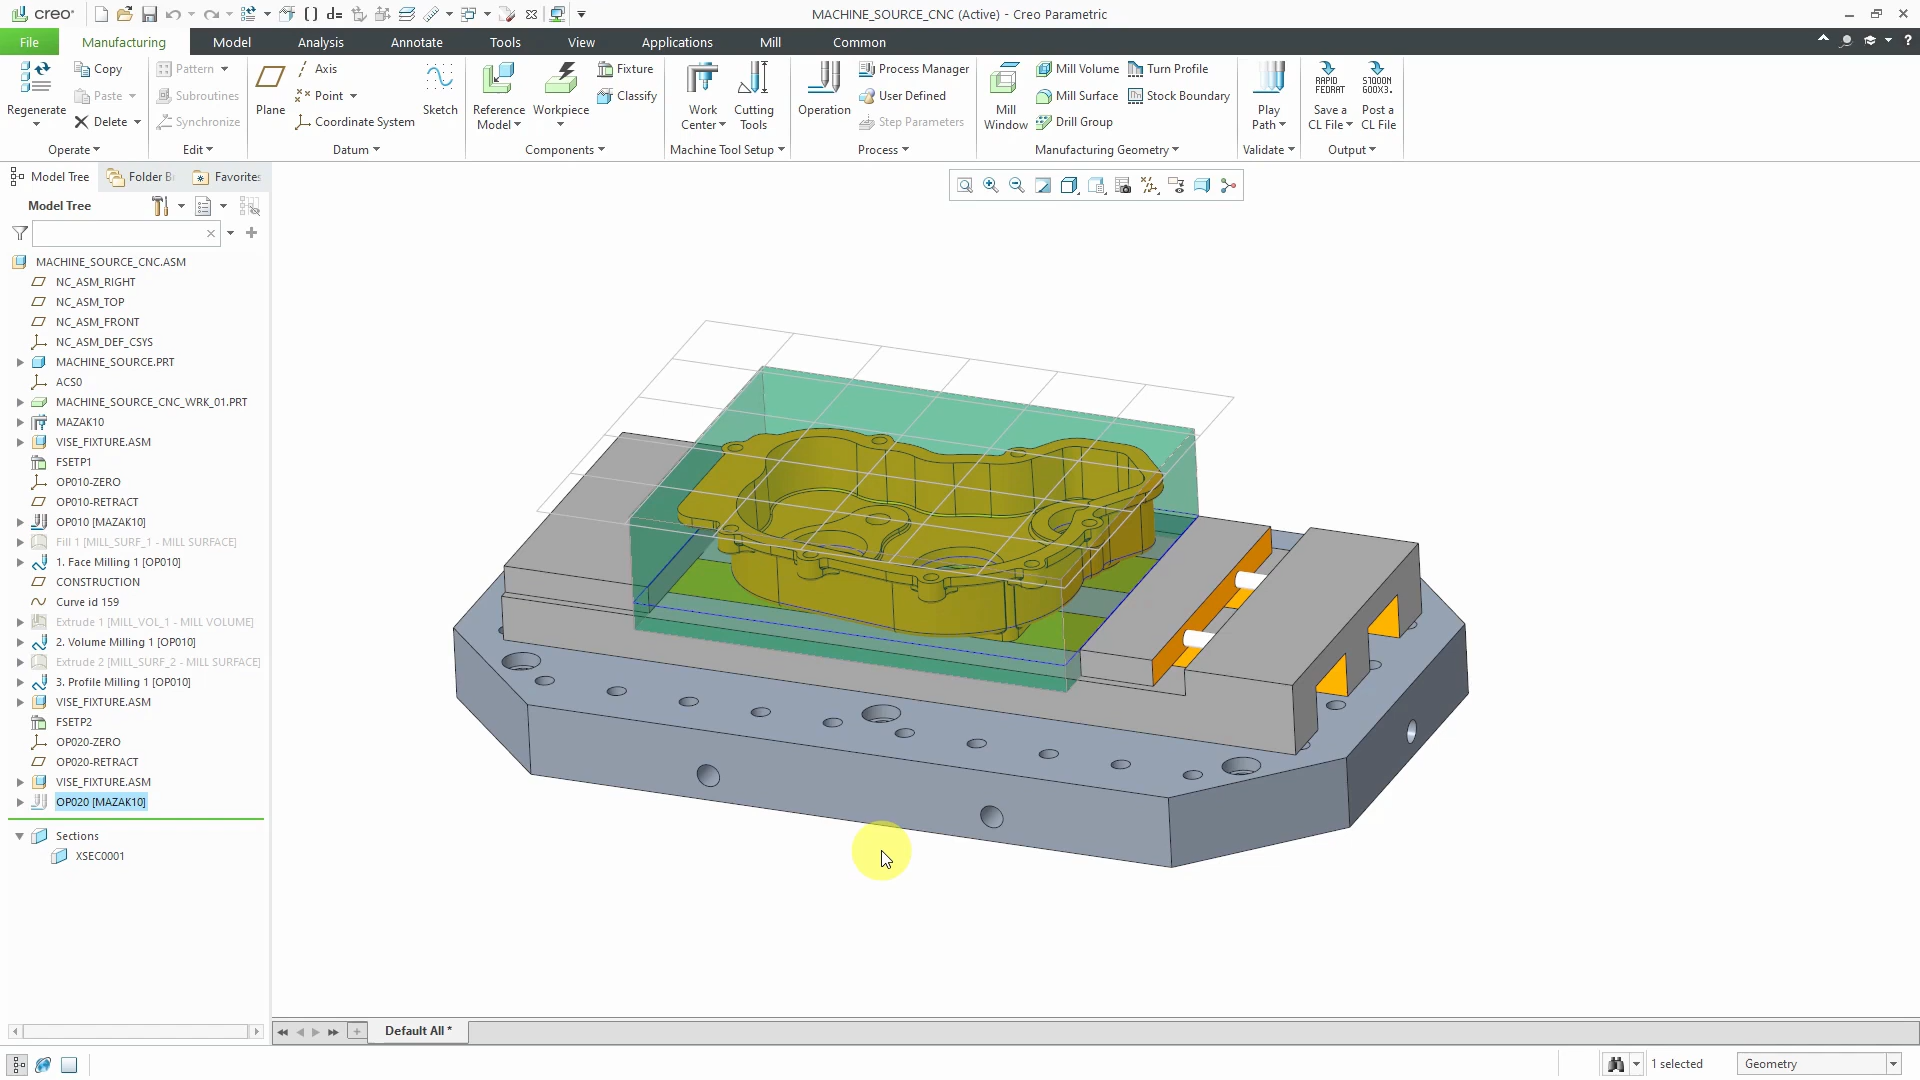 creo° MACHINE_SOURCE_CNC (Active) - Creo Parametric
File Manufacturing Model Analysis Annotate Tools View Applications Mill Common
Regenerate Copy Paste Delete Operate
Pattern Subroutines Synchronize Edit
Plane Axis Point Coordinate System Sketch Datum
Reference Model Workpiece Fixture Classify Components
Work Center Cutting Tools Machine Tool Setup
Operation Process Manager User Defined Step Parameters Process
Mill Window Mill Volume Mill Surface Drill Group Turn Profile Stock Boundary Manufacturing Geometry
Play Path Validate
RAPID FEDRAT Save a CL File
S1000N G00X3. Post a CL File Output
Model Tree Folder B Favorites
Model Tree
MACHINE_SOURCE_CNC.ASM
NC_ASM_RIGHT
NC_ASM_TOP
NC_ASM_FRONT
NC_ASM_DEF_CSYS
MACHINE_SOURCE.PRT
ACS0
MACHINE_SOURCE_CNC_WRK_01.PRT
MAZAK10
VISE_FIXTURE.ASM
FSETP1
OP010-ZERO
OP010-RETRACT
OP010 [MAZAK10]
Fill 1 [MILL_SURF_1 - MILL SURFACE]
1. Face Milling 1 [OP010]
CONSTRUCTION
Curve id 159
Extrude 1 [MILL_VOL_1 - MILL VOLUME]
2. Volume Milling 1 [OP010]
Extrude 2 [MILL_SURF_2 - MILL SURFACE]
3. Profile Milling 1 [OP010]
VISE_FIXTURE.ASM
FSETP2
OP020-ZERO
OP020-RETRACT
VISE_FIXTURE.ASM
OP020 [MAZAK10]
Sections
XSEC0001
Default All *
1 selected Geometry